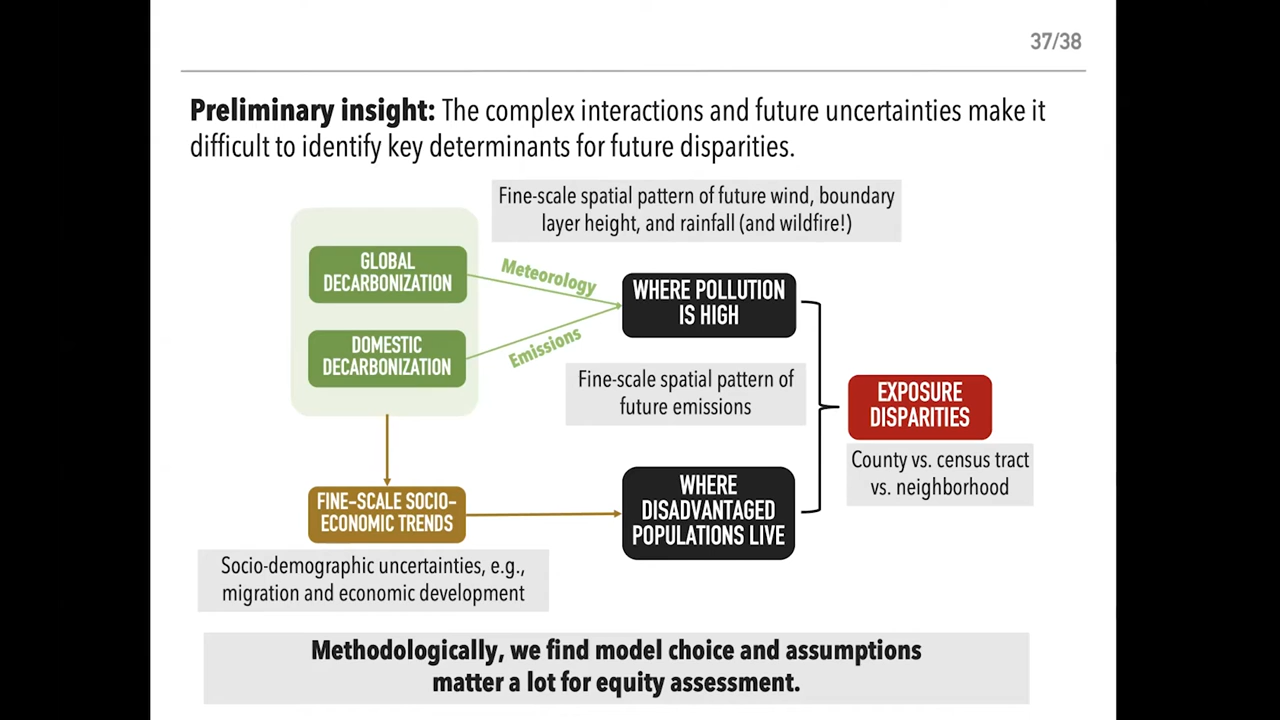 37/38
Preliminary insight: The complex interactions and future uncertainties make it
difficult to identify key determinants for future disparities.
Fine-scale spatial pattern of future wind, boundary
layer height, and rainfall (and wildfire!)
GLOBAL
DECARBONIZATION
Meteorology
WHERE POLLUTION
IS HIGH
DOMESTIC
DECARBONIZATION
Emissions
Fine-scale spatial pattern of
future emissions
EXPOSURE
DISPARITIES
County vs. census tract
vs. neighborhood
FINE-SCALE SOCIO-
ECONOMIC TRENDS
WHERE
DISADVANTAGED
POPULATIONS LIVE
Socio-demographic uncertainties, e.g.,
migration and economic development
Methodologically, we find model choice and assumptions
matter a lot for equity assessment.